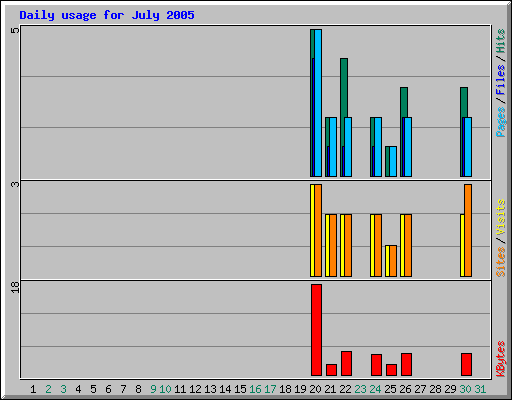 Daily usage for July 2005
5
Pages / Files / Hits
3
Sites / Visits
18
KBytes
1 2 3 4 5 6 7 8 9 10 11 12 13 14 15 16 17 18 19 20 21 22 23 24 25 26 27 28 29 30 31